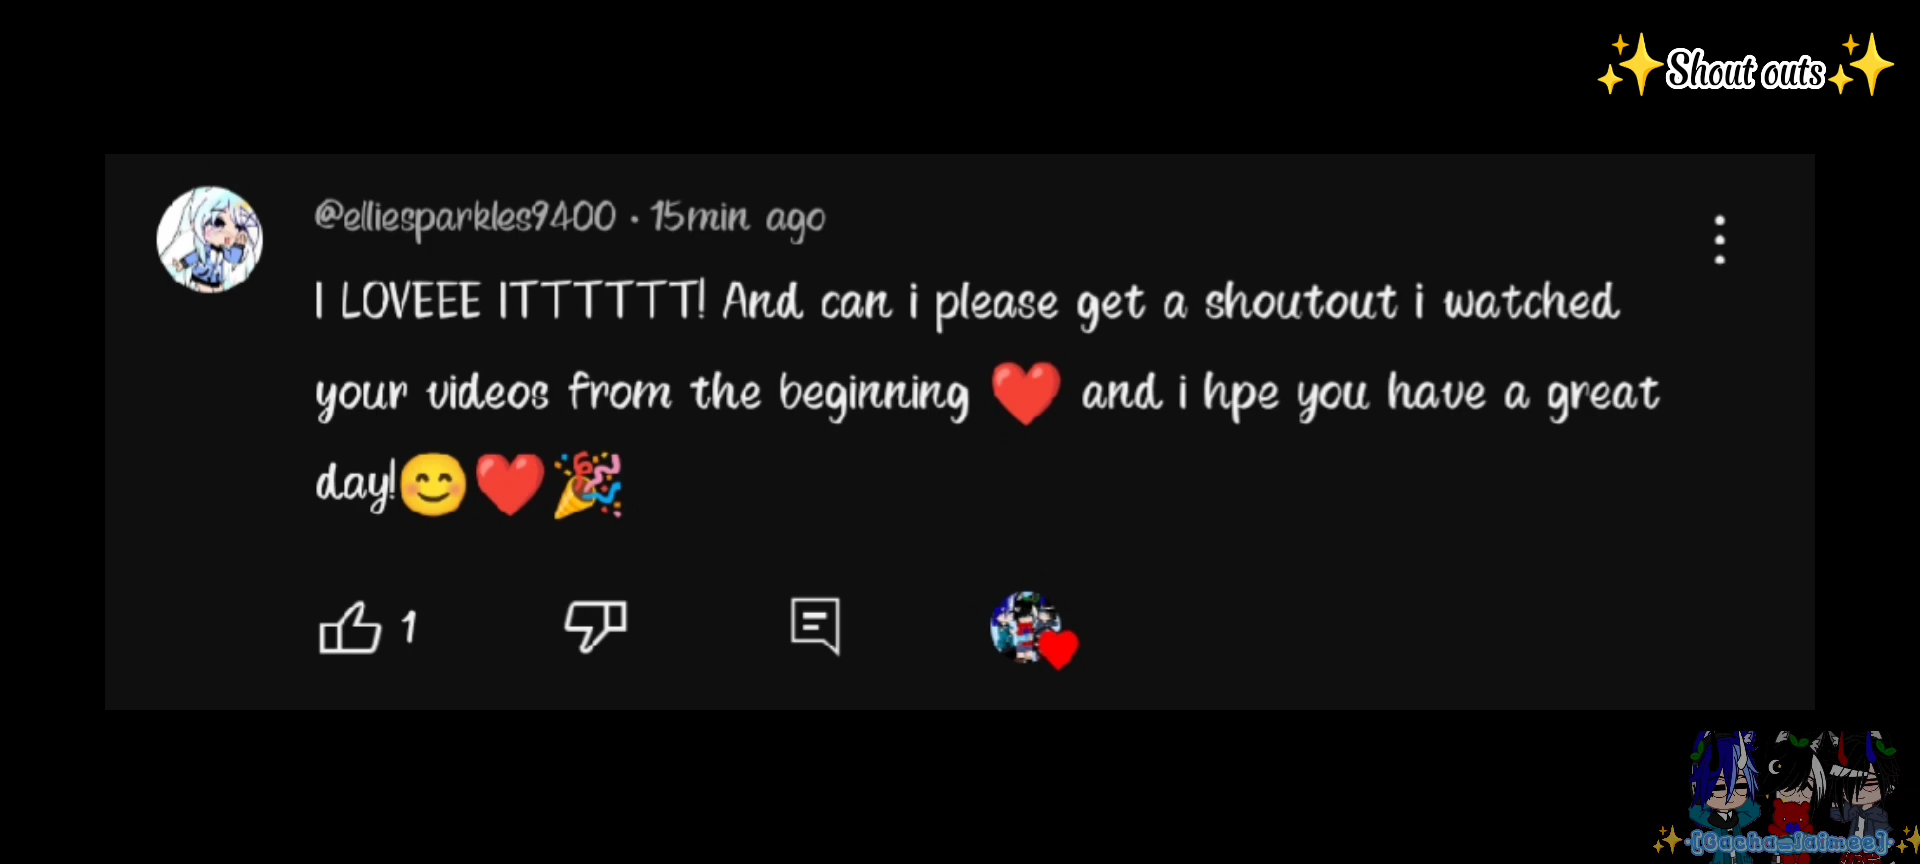 ✨Shout outs✨
@elliesparkles9400 · 15min ago
I LOVEEE ITTTTTT! And can i please get a shoutout i watched
your videos from the beginning ❤️ and i hpe you have a great
day!😊❤️🎉
1
✨·[Gacha_Jaimee]·✨